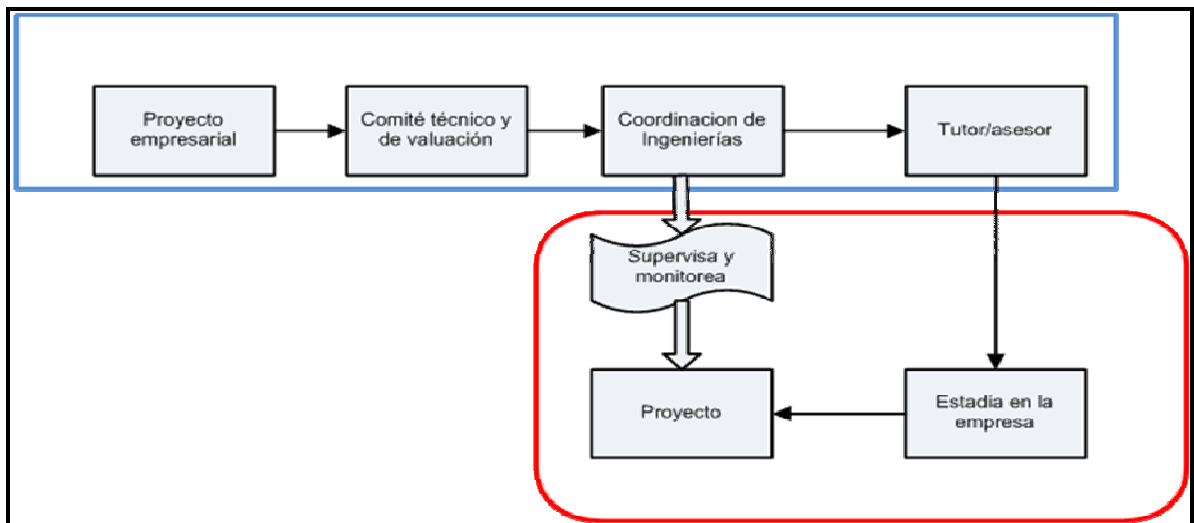 Proyecto
empresarial
Comité técnico y
de valuación
Coordinacion de
Ingenierías
Tutor/asesor
Supervisa y
monitorea
Proyecto
Estadia en la
empresa